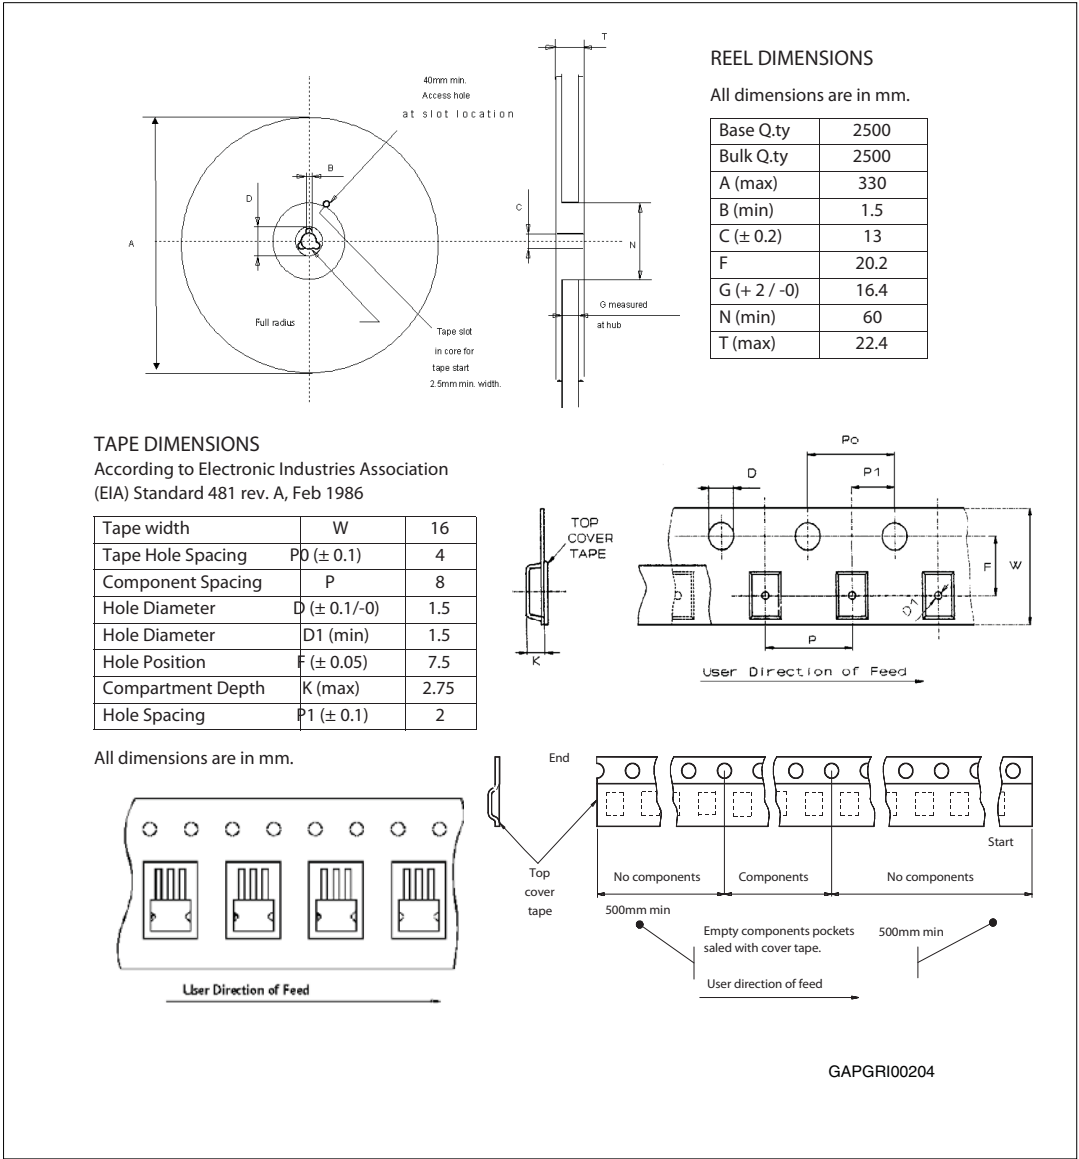 T
40mm min.
Access hole
at slot location
B
D
C
A
N
G measured
at hub
Full radius
Tape slot
in core for
tape start
2.5mm min. width.
REEL DIMENSIONS
All dimensions are in mm.
Base Q.ty 2500
Bulk Q.ty 2500
A (max) 330
B (min) 1.5
C (± 0.2) 13
F 20.2
G (+ 2 / -0) 16.4
N (min) 60
T (max) 22.4
TAPE DIMENSIONS
According to Electronic Industries Association
(EIA) Standard 481 rev. A, Feb 1986
Tape width W 16
Tape Hole Spacing P0 (± 0.1) 4
Component Spacing P 8
Hole Diameter D (± 0.1/-0) 1.5
Hole Diameter D1 (min) 1.5
Hole Position F (± 0.05) 7.5
Compartment Depth K (max) 2.75
Hole Spacing P1 (± 0.1) 2
All dimensions are in mm.
TOP
COVER
TAPE
K
Po
D
P1
F
W
D1
P
User Direction of Feed
User Direction of Feed
End
Start
Top
cover
tape
No components
Components
No components
500mm min
500mm min
Empty components pockets
saled with cover tape.
User direction of feed
GAPGRI00204